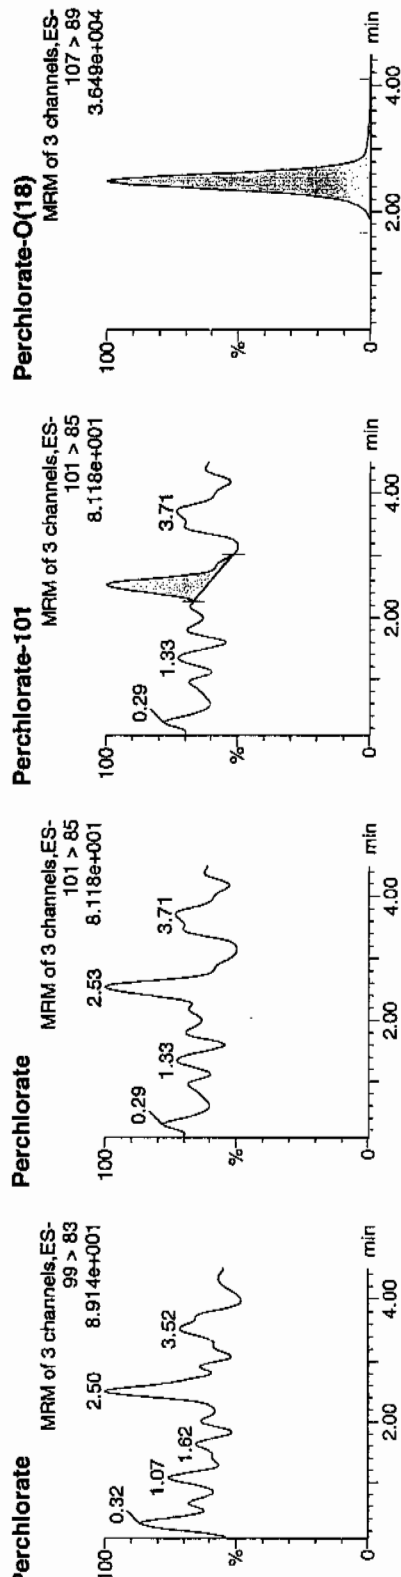 Perchlorate
MRM of 3 channels,ES-
99 > 83
8.914e+001
100
%
0
0.32
1.07
1.62
2.50
3.52
2.00
4.00
min
Perchlorate
MRM of 3 channels,ES-
101 > 85
8.118e+001
100
%
0
0.29
1.33
2.53
3.71
2.00
4.00
min
Perchlorate-101
MRM of 3 channels,ES-
101 > 85
8.118e+001
100
%
0
0.29
1.33
3.71
2.00
4.00
min
Perchlorate-O(18)
MRM of 3 channels,ES-
107 > 89
3.649e+004
100
%
0
2.00
4.00
min